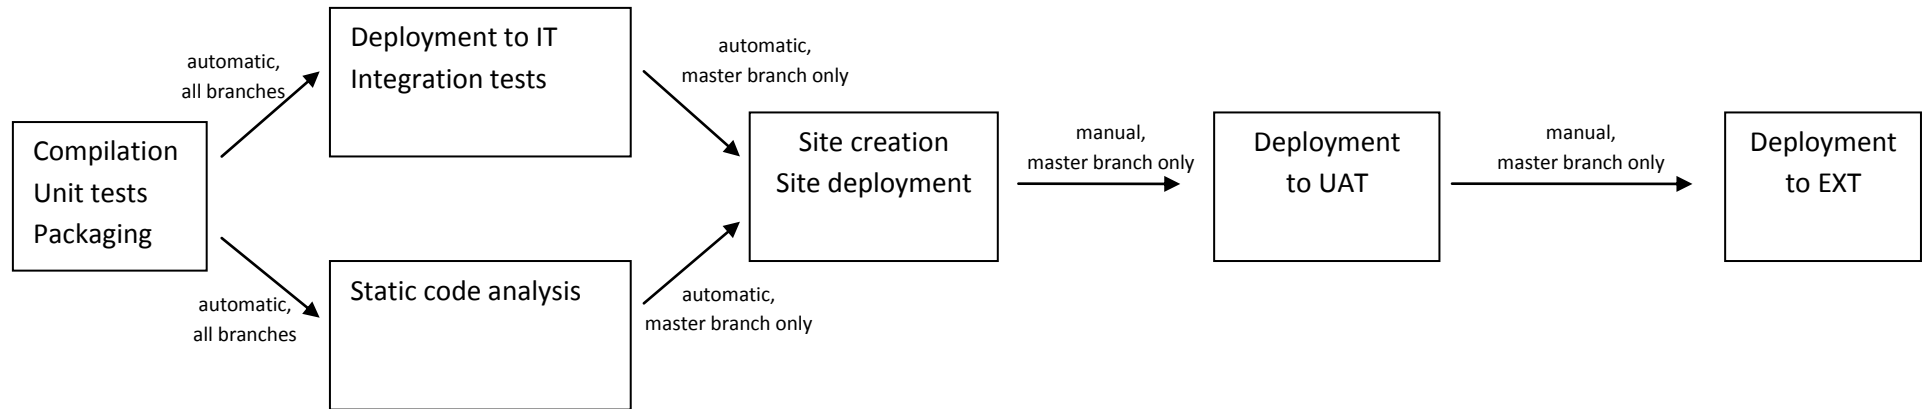 Compilation
Unit tests
Packaging
automatic,
all branches
Deployment to IT
Integration tests
automatic,
all branches
Static code analysis
automatic,
master branch only
automatic,
master branch only
Site creation
Site deployment
manual,
master branch only
Deployment
to UAT
manual,
master branch only
Deployment
to EXT